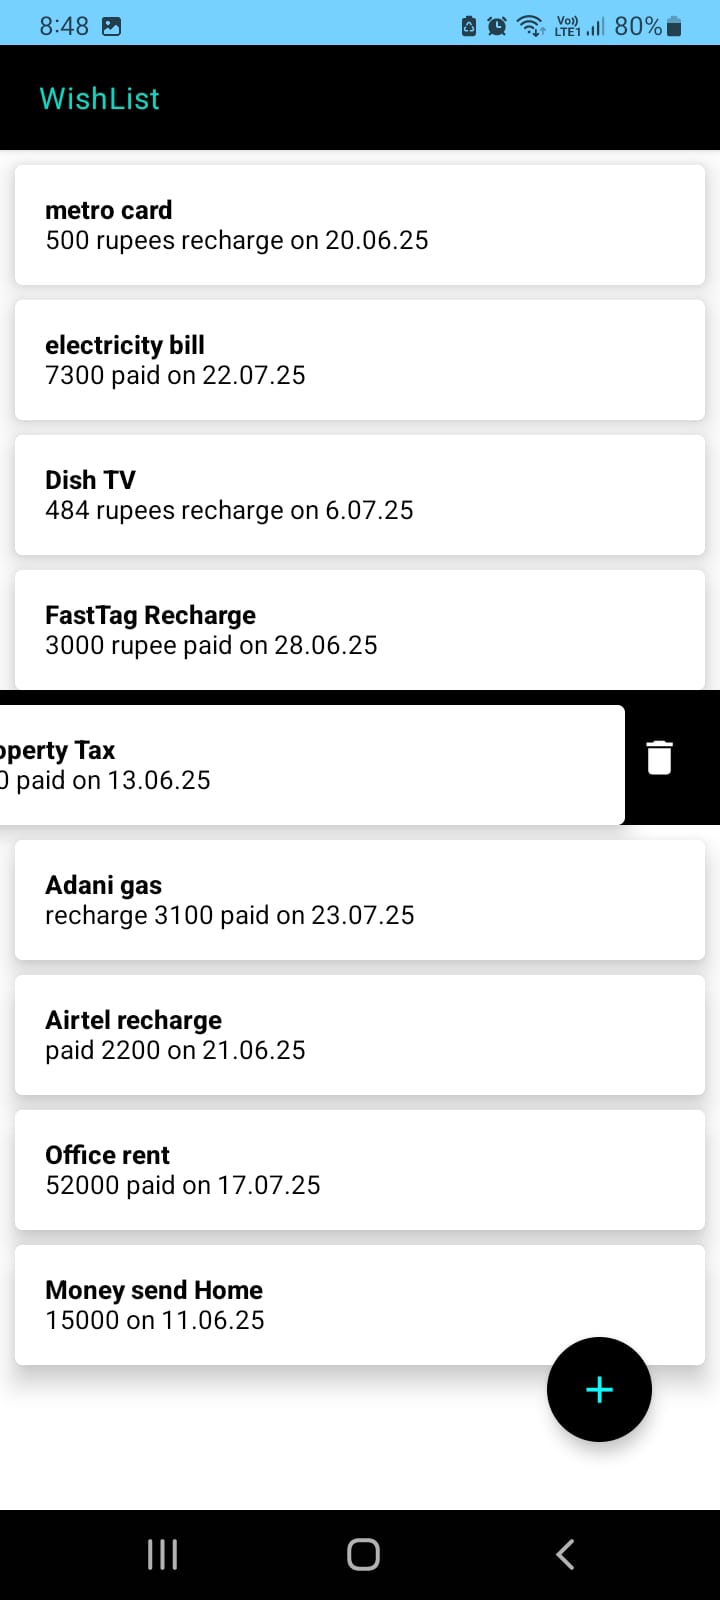 8:48
Vo)) LTE1 80%
WishList
metro card
500 rupees recharge on 20.06.25
electricity bill
7300 paid on 22.07.25
Dish TV
484 rupees recharge on 6.07.25
FastTag Recharge
3000 rupee paid on 28.06.25
operty Tax
0 paid on 13.06.25
Adani gas
recharge 3100 paid on 23.07.25
Airtel recharge
paid 2200 on 21.06.25
Office rent
52000 paid on 17.07.25
Money send Home
15000 on 11.06.25